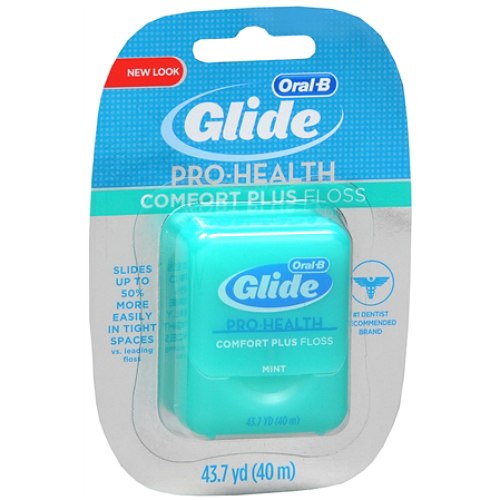 NEW LOOK
Oral-B
Glide
PRO-HEALTH
COMFORT PLUS FLOSS
SLIDES
UP TO
50%
MORE
EASILY
IN TIGHT
SPACES
vs. leading
floss
Oral-B
Glide
PRO-HEALTH
COMFORT PLUS FLOSS
MINT
43.7 YD (40 m)
#1 DENTIST
RECOMMENDED
BRAND
43.7 yd (40 m)